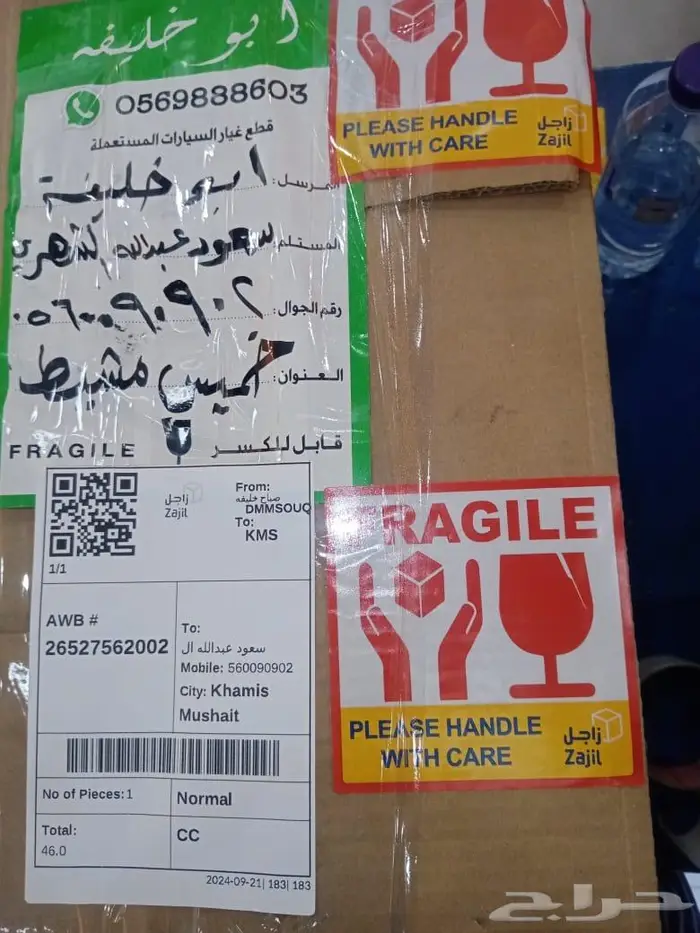 ابو خليفه
0569888603
قطع غيار السيارات المستعملة
المرسل: ابو خليفة
المستلم: سعود عبدالله الشهري
رقم الجوال: ٠٥٦٠٠٩٠٩٠٢
العنوان: خميس مشيط
FRAGILE قابل للكسر
زاجل
Zajil
From:
صباح خليفه
DMMSOUQ
To:
KMS
1/1
AWB #
26527562002
To:
سعود عبدالله ال
Mobile: 560090902
City: Khamis
Mushait
No of Pieces:1
Normal
Total:
46.0
CC
2024-09-21| 183| 183
PLEASE HANDLE
WITH CARE
زاجل
Zajil
FRAGILE
PLEASE HANDLE
WITH CARE
زاجل
Zajil
حراج